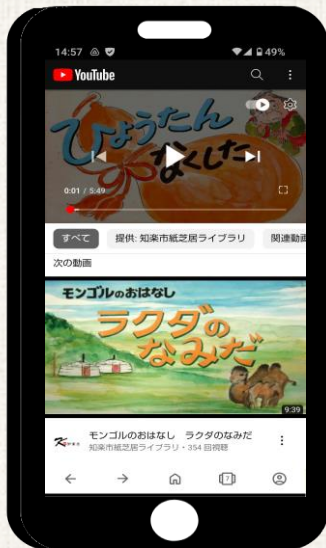 14:57
49%
YouTube
ひょうたん
なくした
0:01 / 5:49
すべて
提供: 知楽市紙芝居ライブラリ
関連動画
次の動画
モンゴルのおはなし
ラクダの
なみだ
9:39
モンゴルのおはなし ラクダのなみだ
知楽市紙芝居ライブラリ・354 回視聴
7